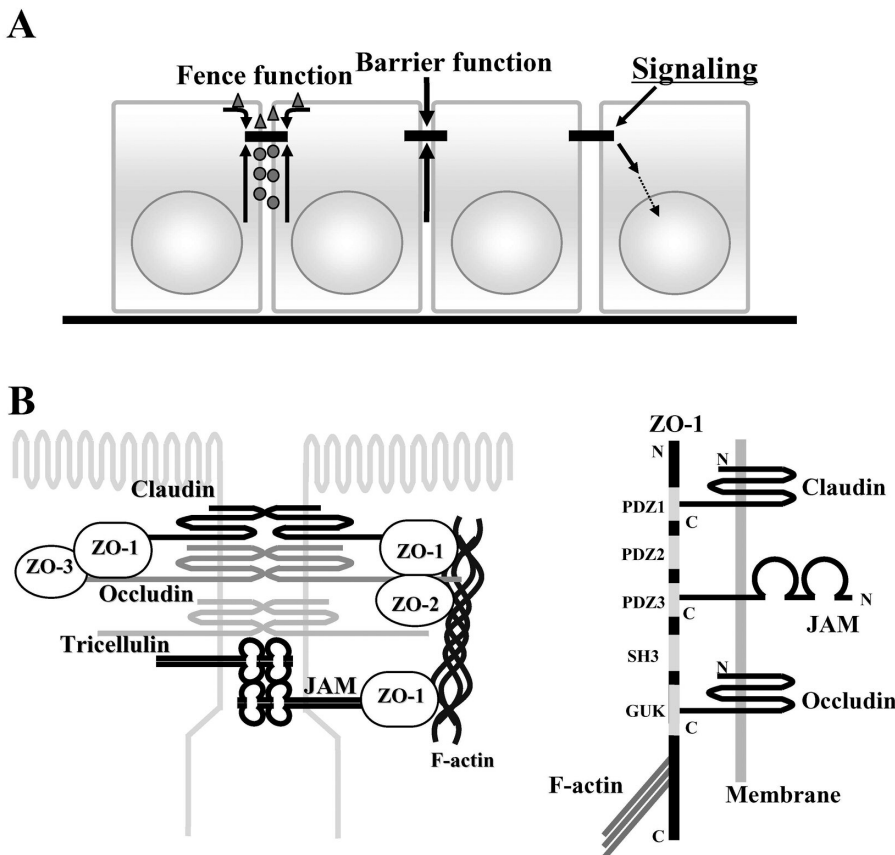 A
Fence function
Barrier function
Signaling
B
Claudin
ZO-1
ZO-3
ZO-1
Occludin
ZO-2
Tricellulin
JAM
ZO-1
F-actin
ZO-1
N
N
PDZ1
Claudin
C
PDZ2
PDZ3
C
N
JAM
SH3
N
GUK
Occludin
C
F-actin
Membrane
C